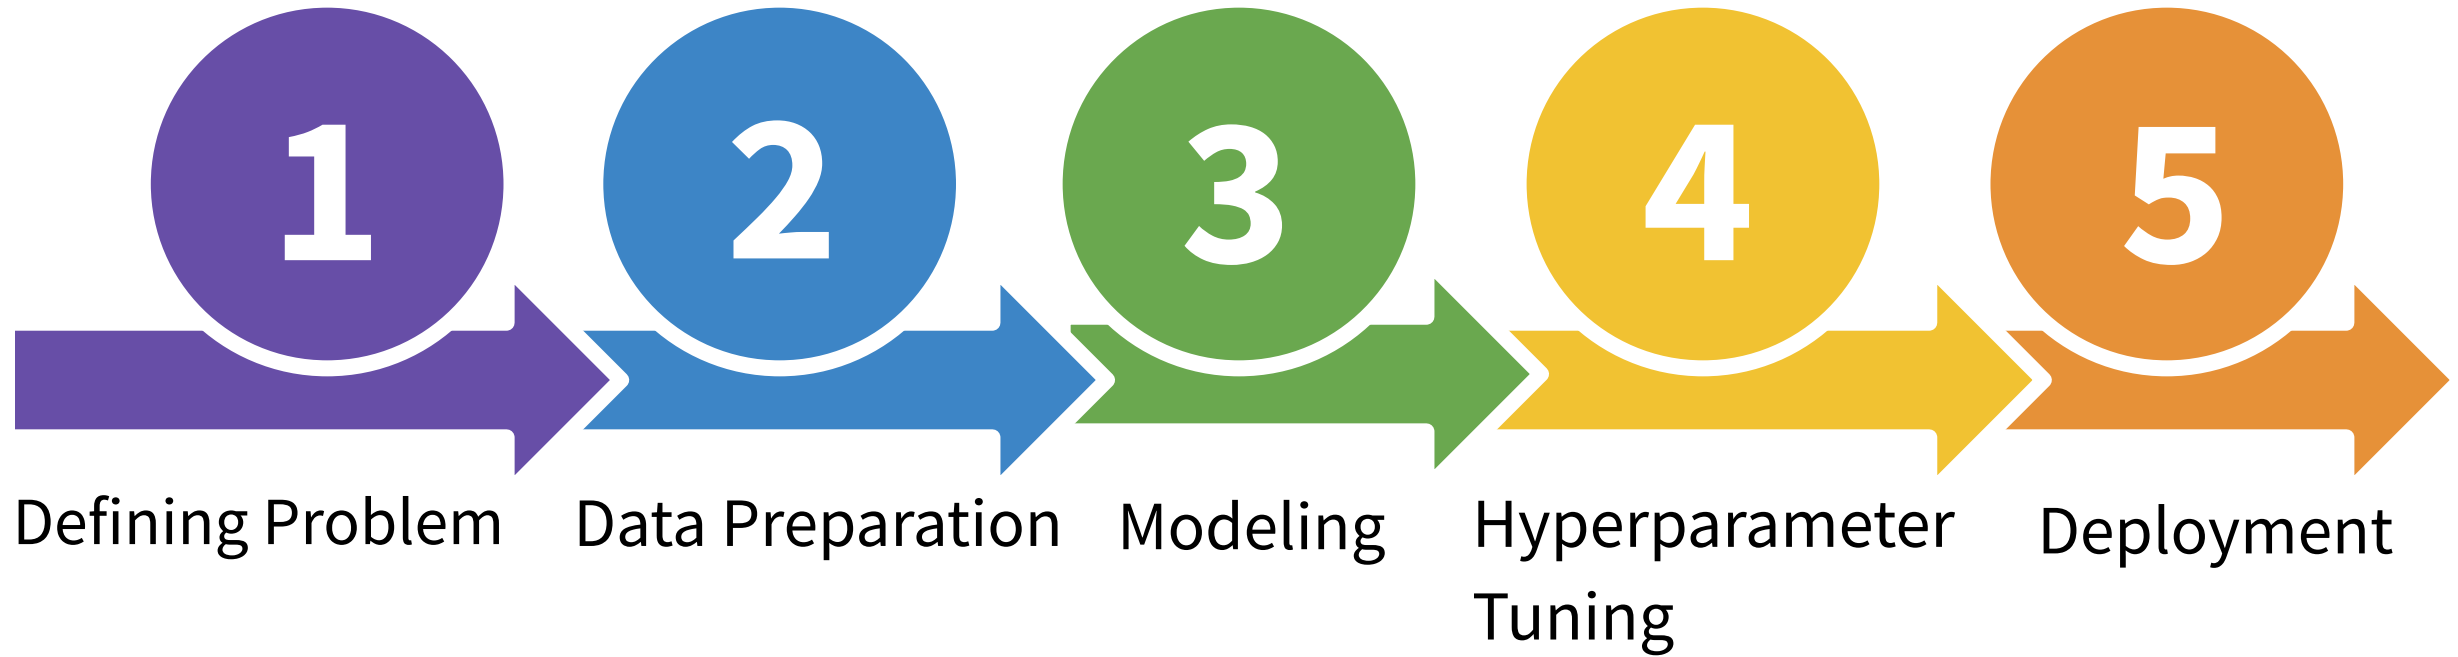 1
2
3
4
5
Defining Problem
Data Preparation
Modeling
Hyperparameter
Tuning
Deployment